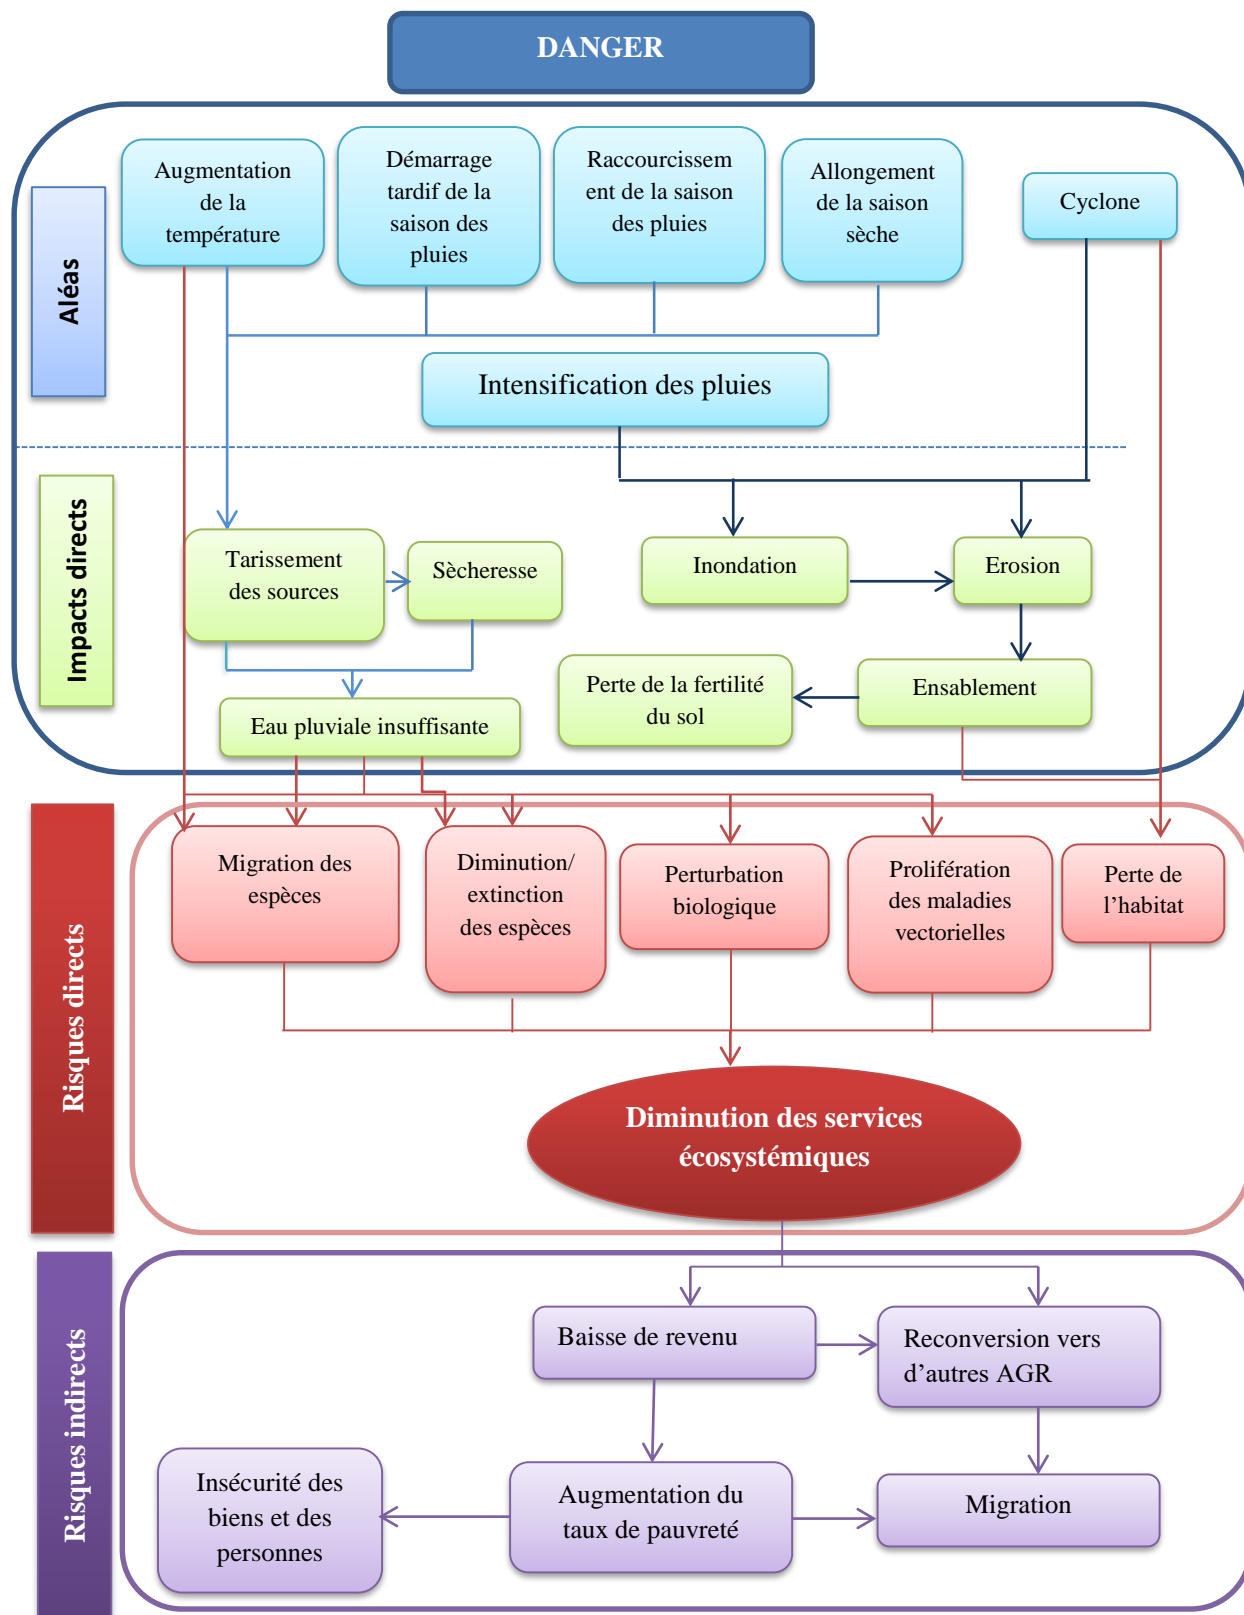 DANGER
Aléas
Augmentation
de la
température
Démarrage
tardif de la
saison des
pluies
Raccourcissem
ent de la saison
des pluies
Allongement
de la saison
sèche
Cyclone
Intensification des pluies
Impacts directs
Tarissement
des sources
Sècheresse
Inondation
Erosion
Perte de la fertilité
du sol
Ensablement
Eau pluviale insuffisante
Risques directs
Migration des
espèces
Diminution/
extinction
des espèces
Perturbation
biologique
Prolifération
des maladies
vectorielles
Perte de
l’habitat
Diminution des services
écosystémiques
Risques indirects
Baisse de revenu
Reconversion vers
d’autres AGR
Insécurité des
biens et des
personnes
Augmentation du
taux de pauvreté
Migration